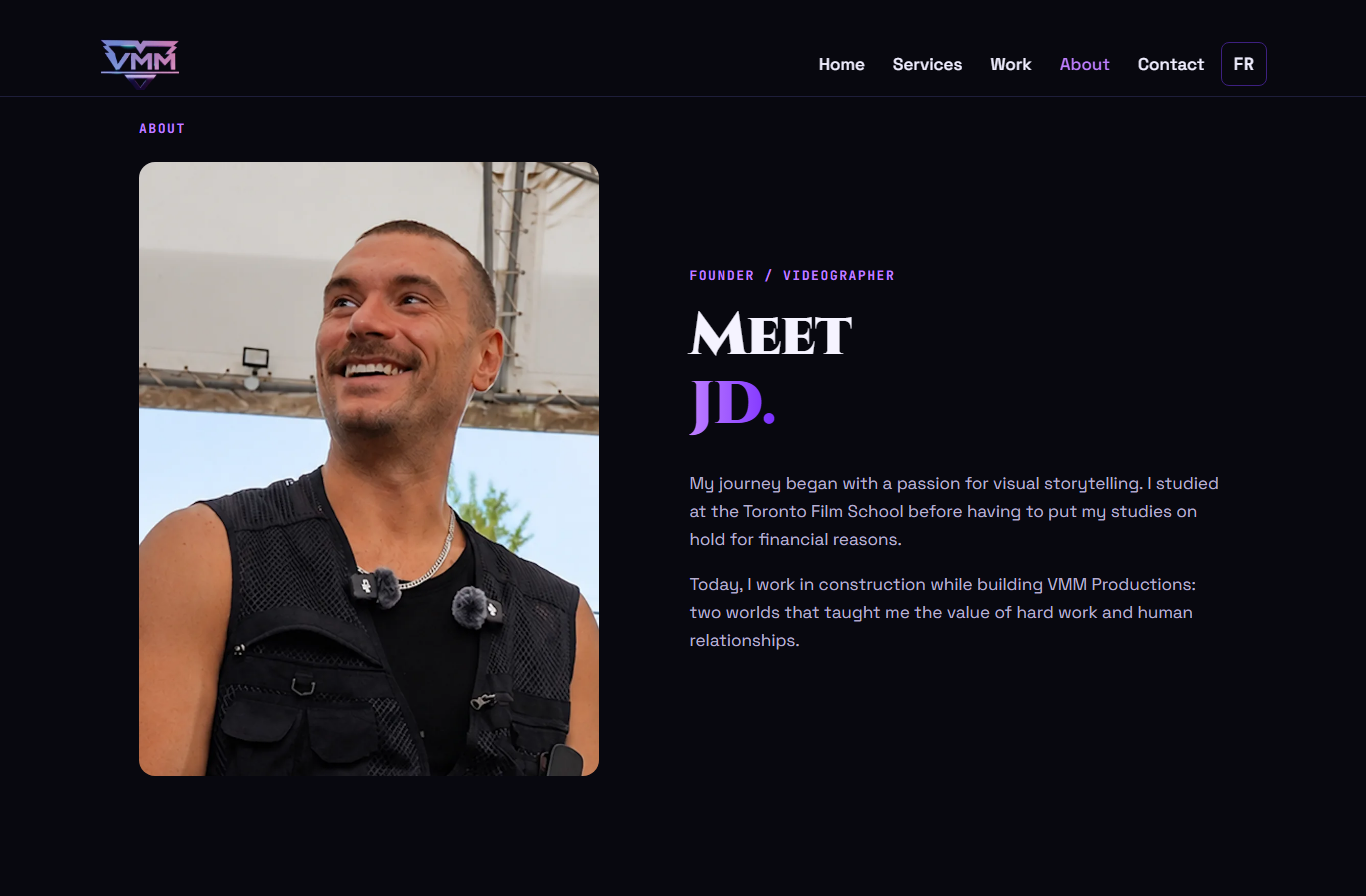 VMM
Home Services Work About Contact FR
ABOUT
FOUNDER / VIDEOGRAPHER
MEET
JD.
My journey began with a passion for visual storytelling. I studied
at the Toronto Film School before having to put my studies on
hold for financial reasons.
Today, I work in construction while building VMM Productions:
two worlds that taught me the value of hard work and human
relationships.